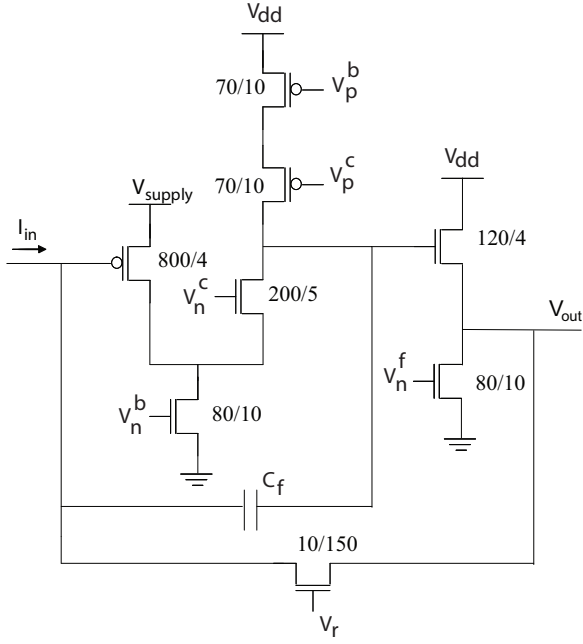 Vdd
70/10
V_p^b
70/10
V_p^c
Vdd
Vsupply
I_in
800/4
120/4
V_n^c
200/5
V_out
V_n^f
80/10
V_n^b
80/10
C_f
10/150
V_r